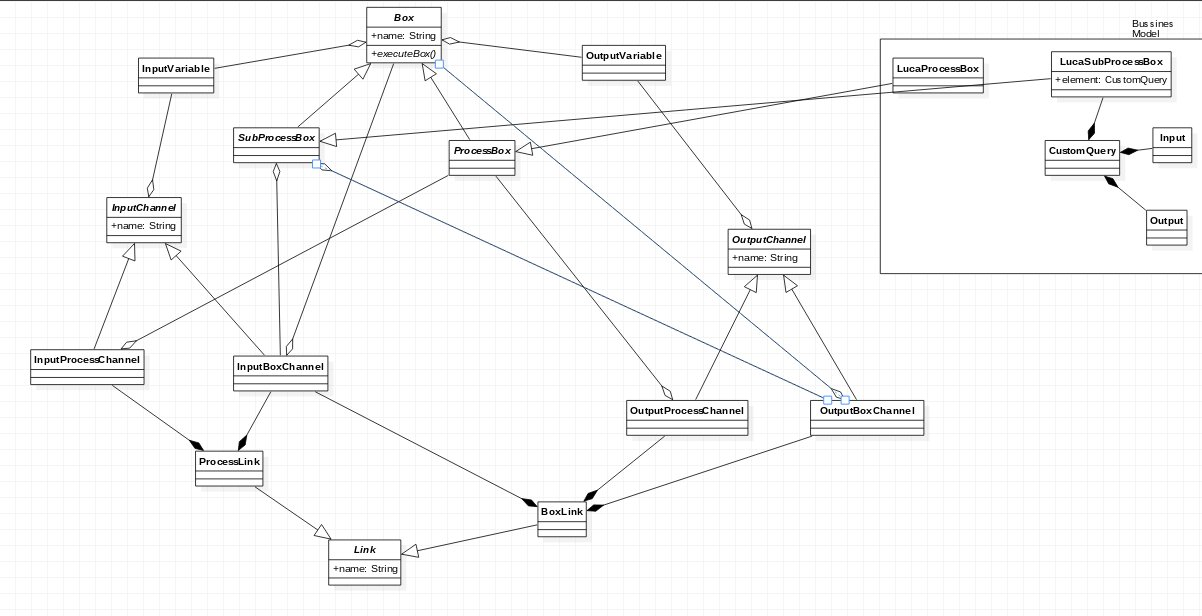 Box
+name: String
+executeBox()
Bussines
Model
InputVariable
OutputVariable
LucaProcessBox
LucaSubProcessBox
+element: CustomQuery
SubProcessBox
ProcessBox
CustomQuery
Input
InputChannel
+name: String
Output
OutputChannel
+name: String
InputProcessChannel
InputBoxChannel
OutputProcessChannel
OutputBoxChannel
ProcessLink
BoxLink
Link
+name: String